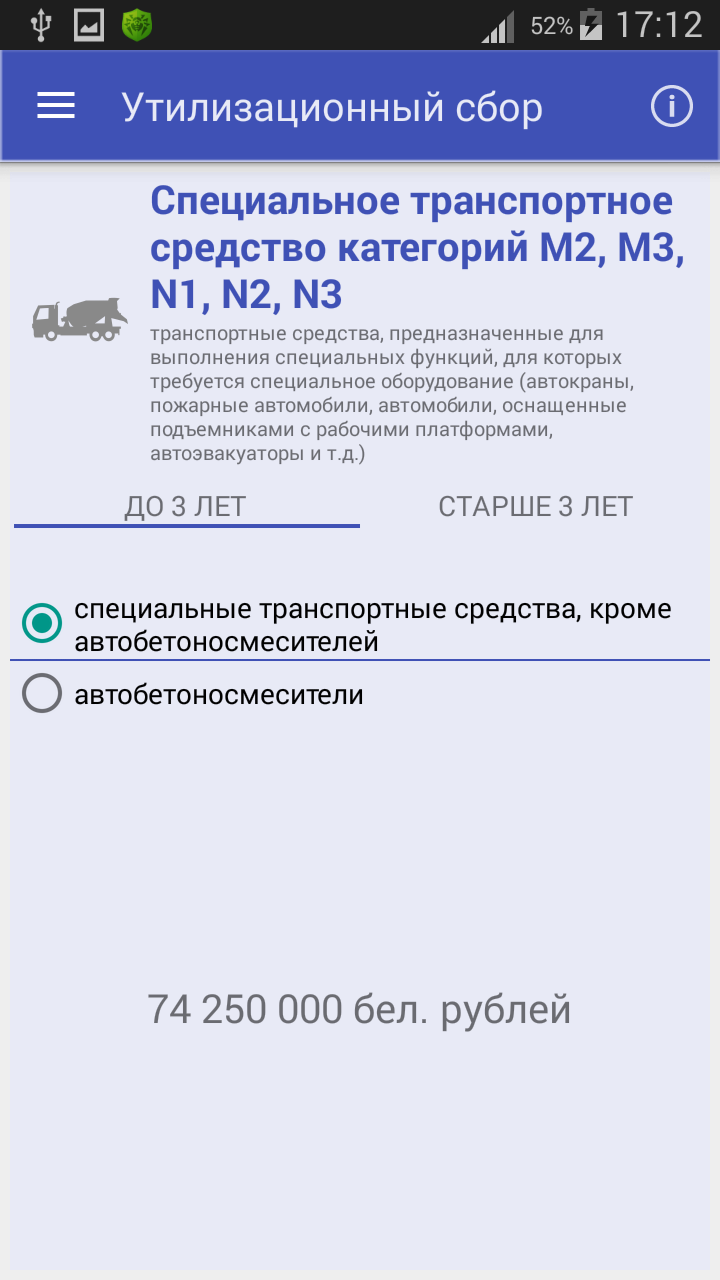 52% 17:12
Утилизационный сбор
Специальное транспортное
средство категорий M2, M3,
N1, N2, N3
транспортные средства, предназначенные для
выполнения специальных функций, для которых
требуется специальное оборудование (автокраны,
пожарные автомобили, автомобили, оснащенные
подъемниками с рабочими платформами,
автоэвакуаторы и т.д.)
ДО 3 ЛЕТ СТАРШЕ 3 ЛЕТ
специальные транспортные средства, кроме
автобетоносмесителей
автобетоносмесители
74 250 000 бел. рублей